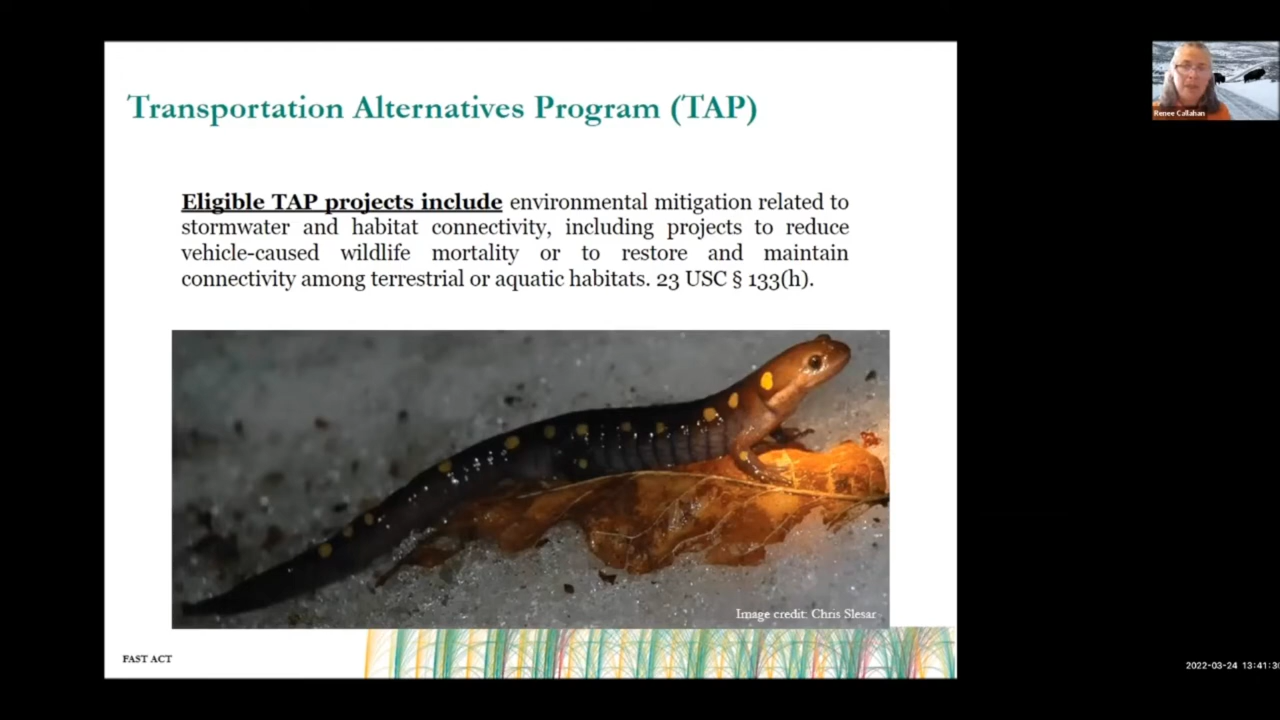 Transportation Alternatives Program (TAP)
Eligible TAP projects include environmental mitigation related to
stormwater and habitat connectivity, including projects to reduce
vehicle-caused wildlife mortality or to restore and maintain
connectivity among terrestrial or aquatic habitats. 23 USC § 133(h).
Image credit: Chris Slesar
FAST ACT
Renee Callahan
2022-03-24 13:41:30